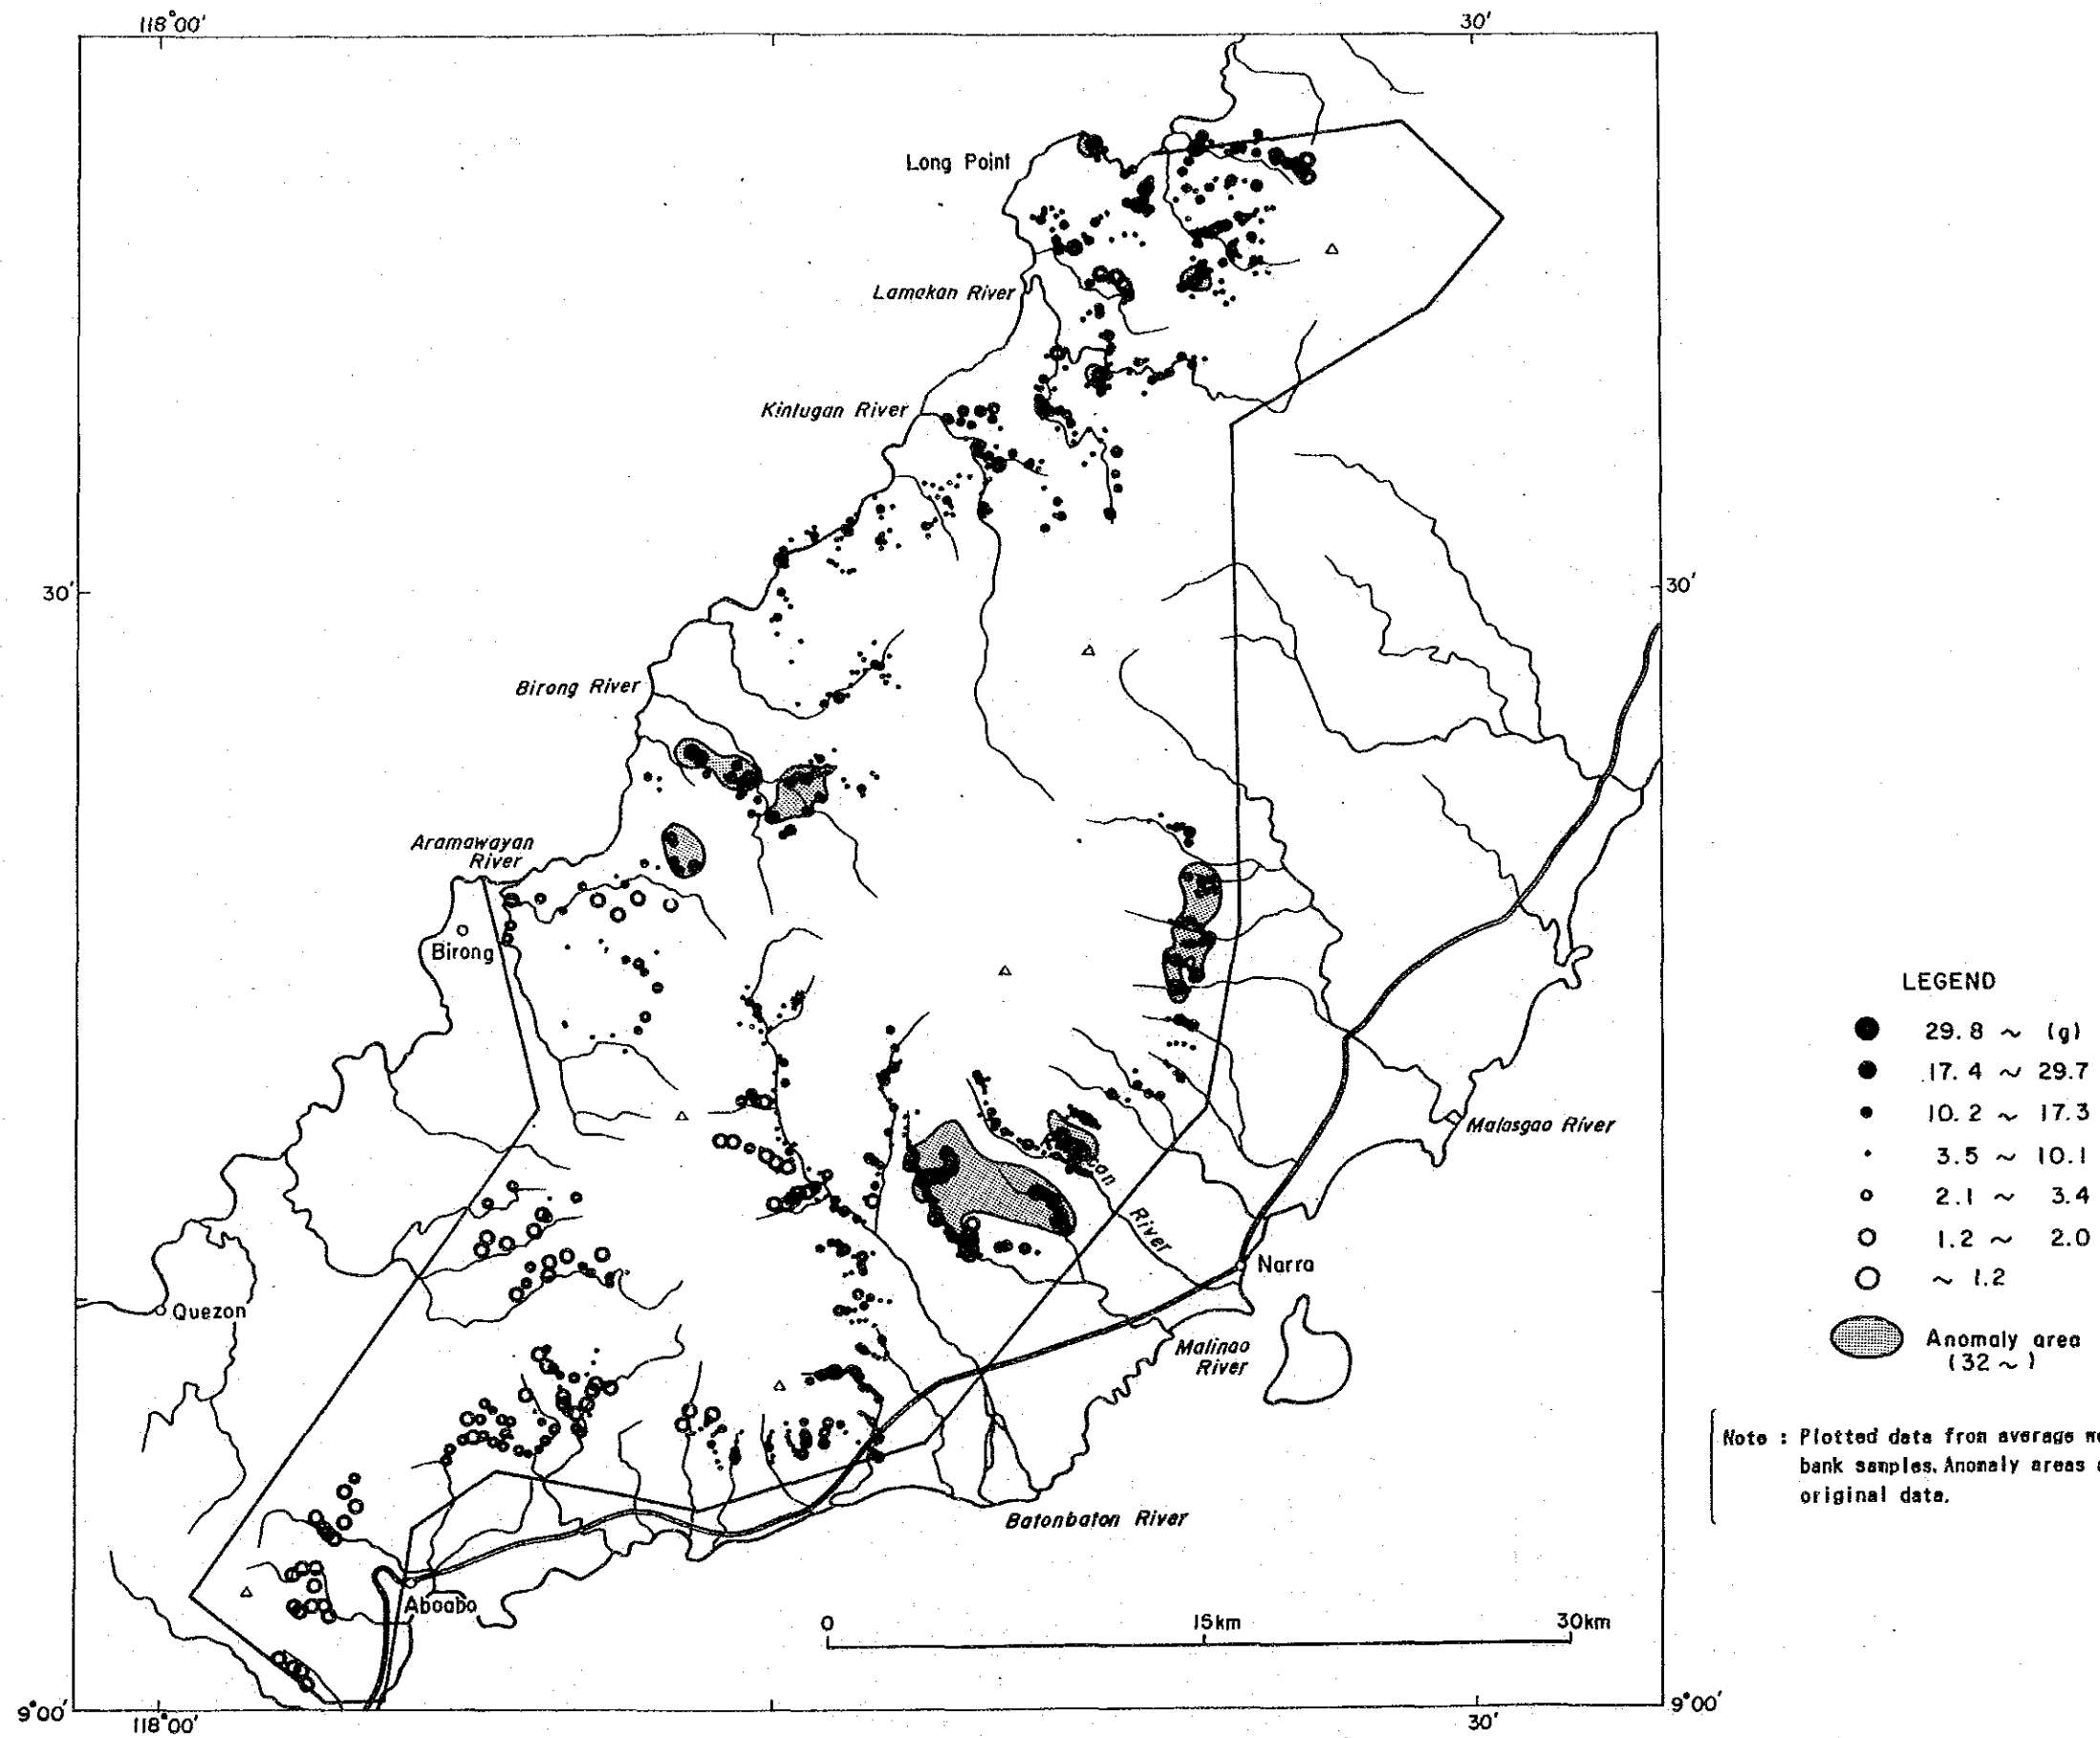 118°00'
30'
Long Point
Lamakan River
Kinlugan River
30'
30'
Birong River
Aramawayan
River
Birong
Malasgao River
River
Narra
Quezon
Malinao
River
Batonbaton River
Aboabo
0
15km
30km
9°00'
9°00'
118°00'
30'
LEGEND
29.8 ~ (g)
17.4 ~ 29.7
10.2 ~ 17.3
3.5 ~ 10.1
2.1 ~ 3.4
1.2 ~ 2.0
~ 1.2
Anomaly area
(32 ~ )
Note : Plotted data from average
bank samples. Anomaly areas
original data.